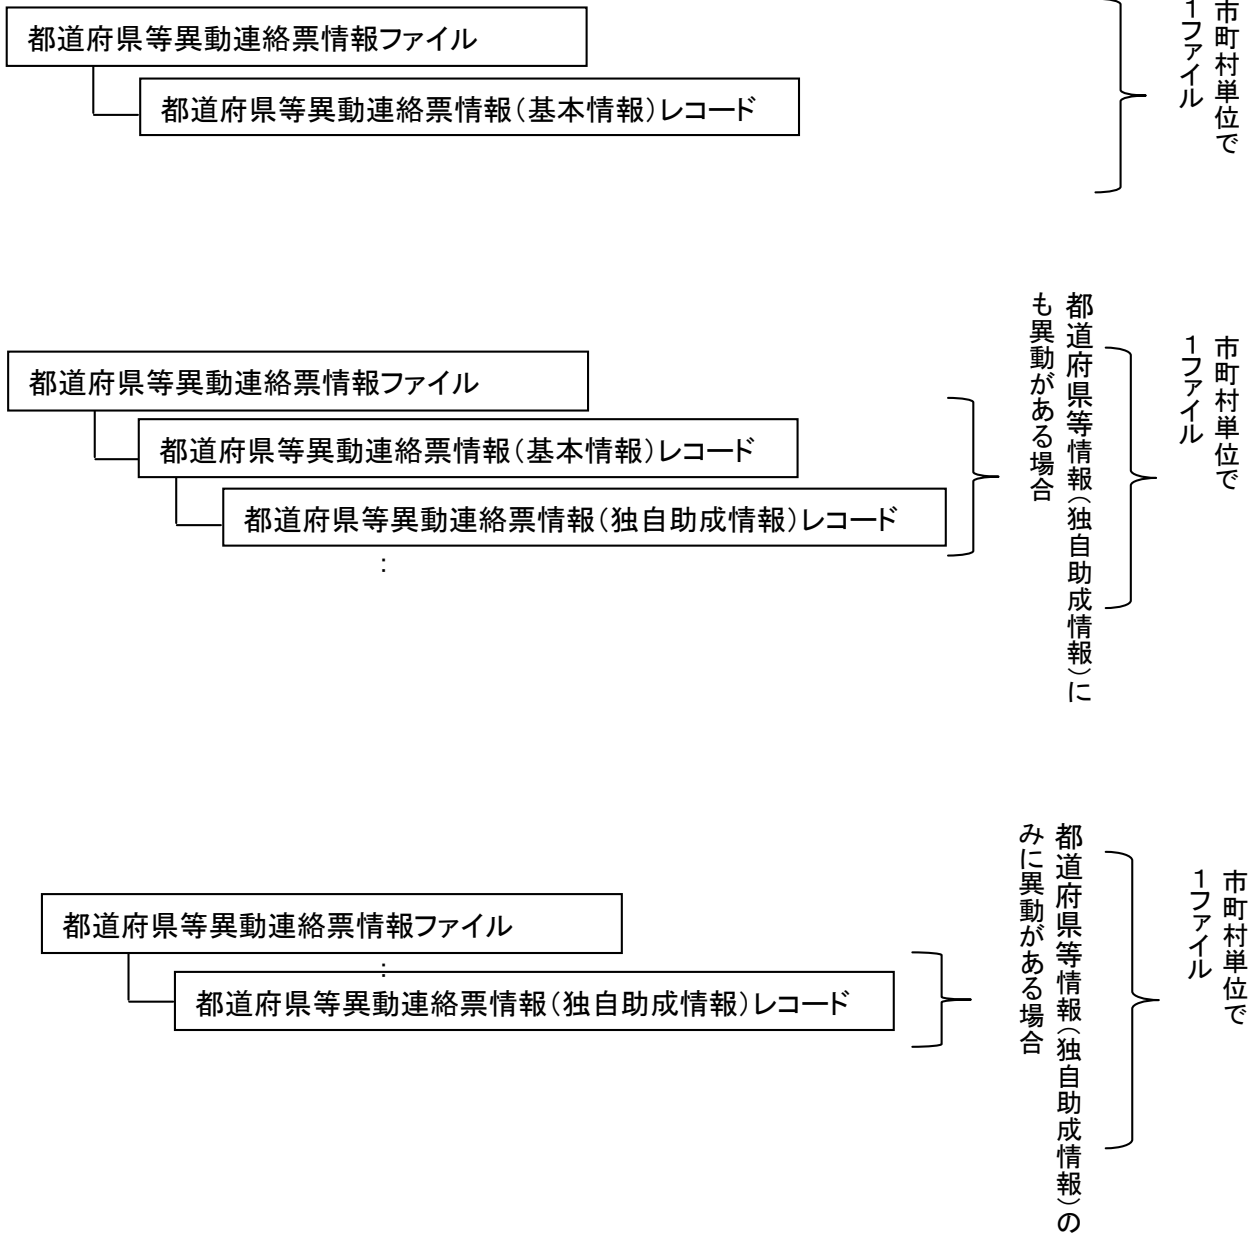 都道府県等異動連絡票情報ファイル
都道府県等異動連絡票情報（基本情報）レコード
市町村単位で
１ファイル
都道府県等異動連絡票情報ファイル
都道府県等異動連絡票情報（基本情報）レコード
都道府県等異動連絡票情報（独自助成情報）レコード
：
都道府県等情報（独自助成情報）に
も異動がある場合
市町村単位で
１ファイル
都道府県等異動連絡票情報ファイル
：
都道府県等異動連絡票情報（独自助成情報）レコード
都道府県等情報（独自助成情報）の
みに異動がある場合
市町村単位で
１ファイル